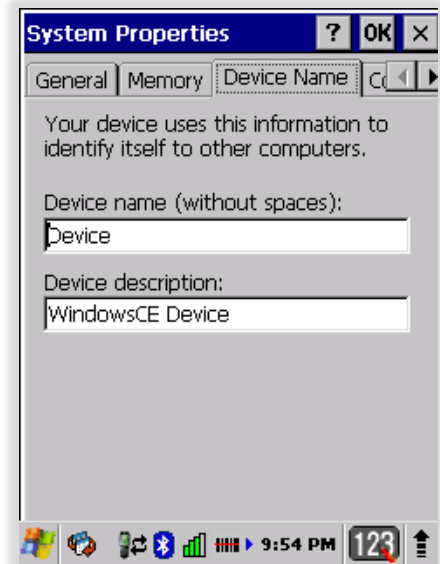 System Properties ? OK ×
General Memory Device Name Co
Your device uses this information to
identify itself to other computers.
Device name (without spaces):
Device
Device description:
WindowsCE Device
9:54 PM 123